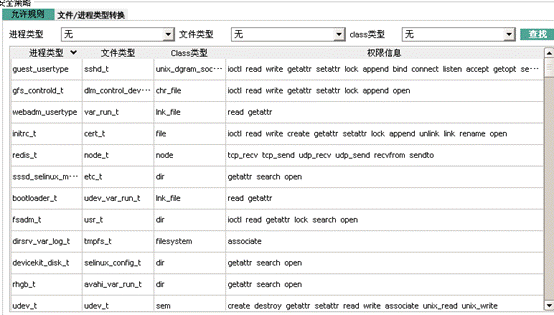 安全策略
允许规则 文件/进程类型转换
进程类型 无 文件类型 无 class类型 无 查找
进程类型 文件类型 Class类型 权限信息
guest_usertype sshd_t unix_dgram_soc··· ioctl read write getattr setattr lock append bind connect listen accept getopt se···
gfs_controld_t dlm_control_dev··· chr_file ioctl read write getattr setattr lock append open
webadm_usertype var_run_t lnk_file read getattr
initrc_t cert_t file ioctl read write create getattr setattr lock append unlink link rename open
redis_t node_t node tcp_recv tcp_send udp_recv udp_send recvfrom sendto
sssd_selinux_m··· etc_t dir getattr search open
bootloader_t udev_var_run_t lnk_file read getattr
fsadm_t usr_t dir ioctl read getattr lock search open
dirsrv_var_log_t tmpfs_t filesystem associate
devicekit_disk_t selinux_config_t dir getattr search open
rhgb_t avahi_var_run_t dir getattr search open
udev_t udev_t sem create destroy getattr setattr read write associate unix_read unix_write